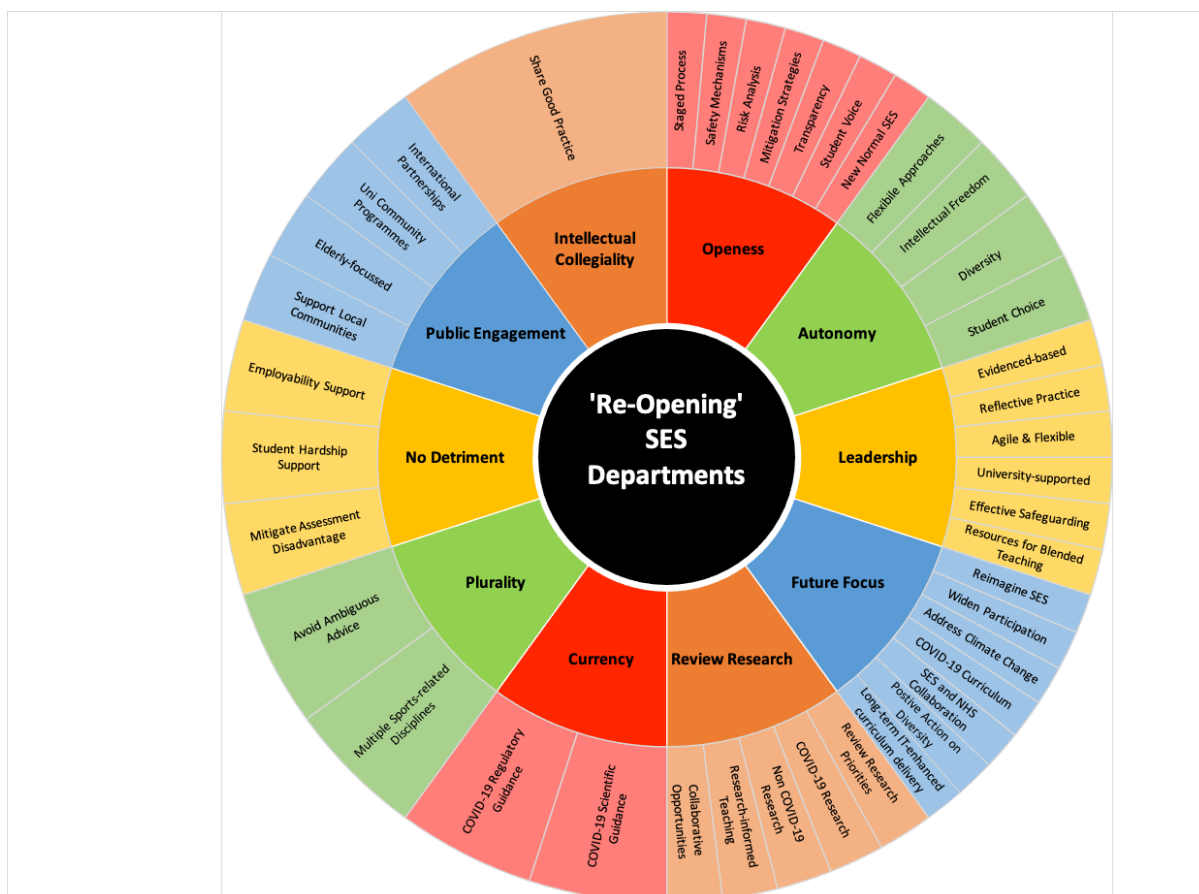 'Re-Opening'
SES
Departments
Openess
Staged Process
Safety Mechanisms
Risk Analysis
Mitigation Strategies
Transparency
Student Voice
New Normal SES
Autonomy
Flexibile Approaches
Intellectual Freedom
Diversity
Student Choice
Leadership
Evidenced-based
Reflective Practice
Agile & Flexible
University-supported
Effective Safeguarding
Resources for Blended
Teaching
Future Focus
Reimagine SES
Widen Participation
Address Climate Change
COVID-19 Curriculum
SES and NHS
Collaboration
Postive Action on
Diversity
Long-term IT-enhanced
curriculum delivery
Review Research
Review Research
Priorities
COVID-19 Research
Non COVID-19
Research
Research-informed
Teaching
Collaborative
Opportunities
Currency
COVID-19 Scientific
Guidance
COVID-19 Regulatory
Guidance
Plurality
Multiple Sports-related
Disciplines
Avoid Ambiguous
Advice
No Detriment
Mitigate Assessment
Disadvantage
Student Hardship
Support
Employability Support
Public Engagement
Support Local
Communities
Elderly-focussed
Uni Community
Programmes
International
Partnerships
Intellectual
Collegiality
Share Good Practice